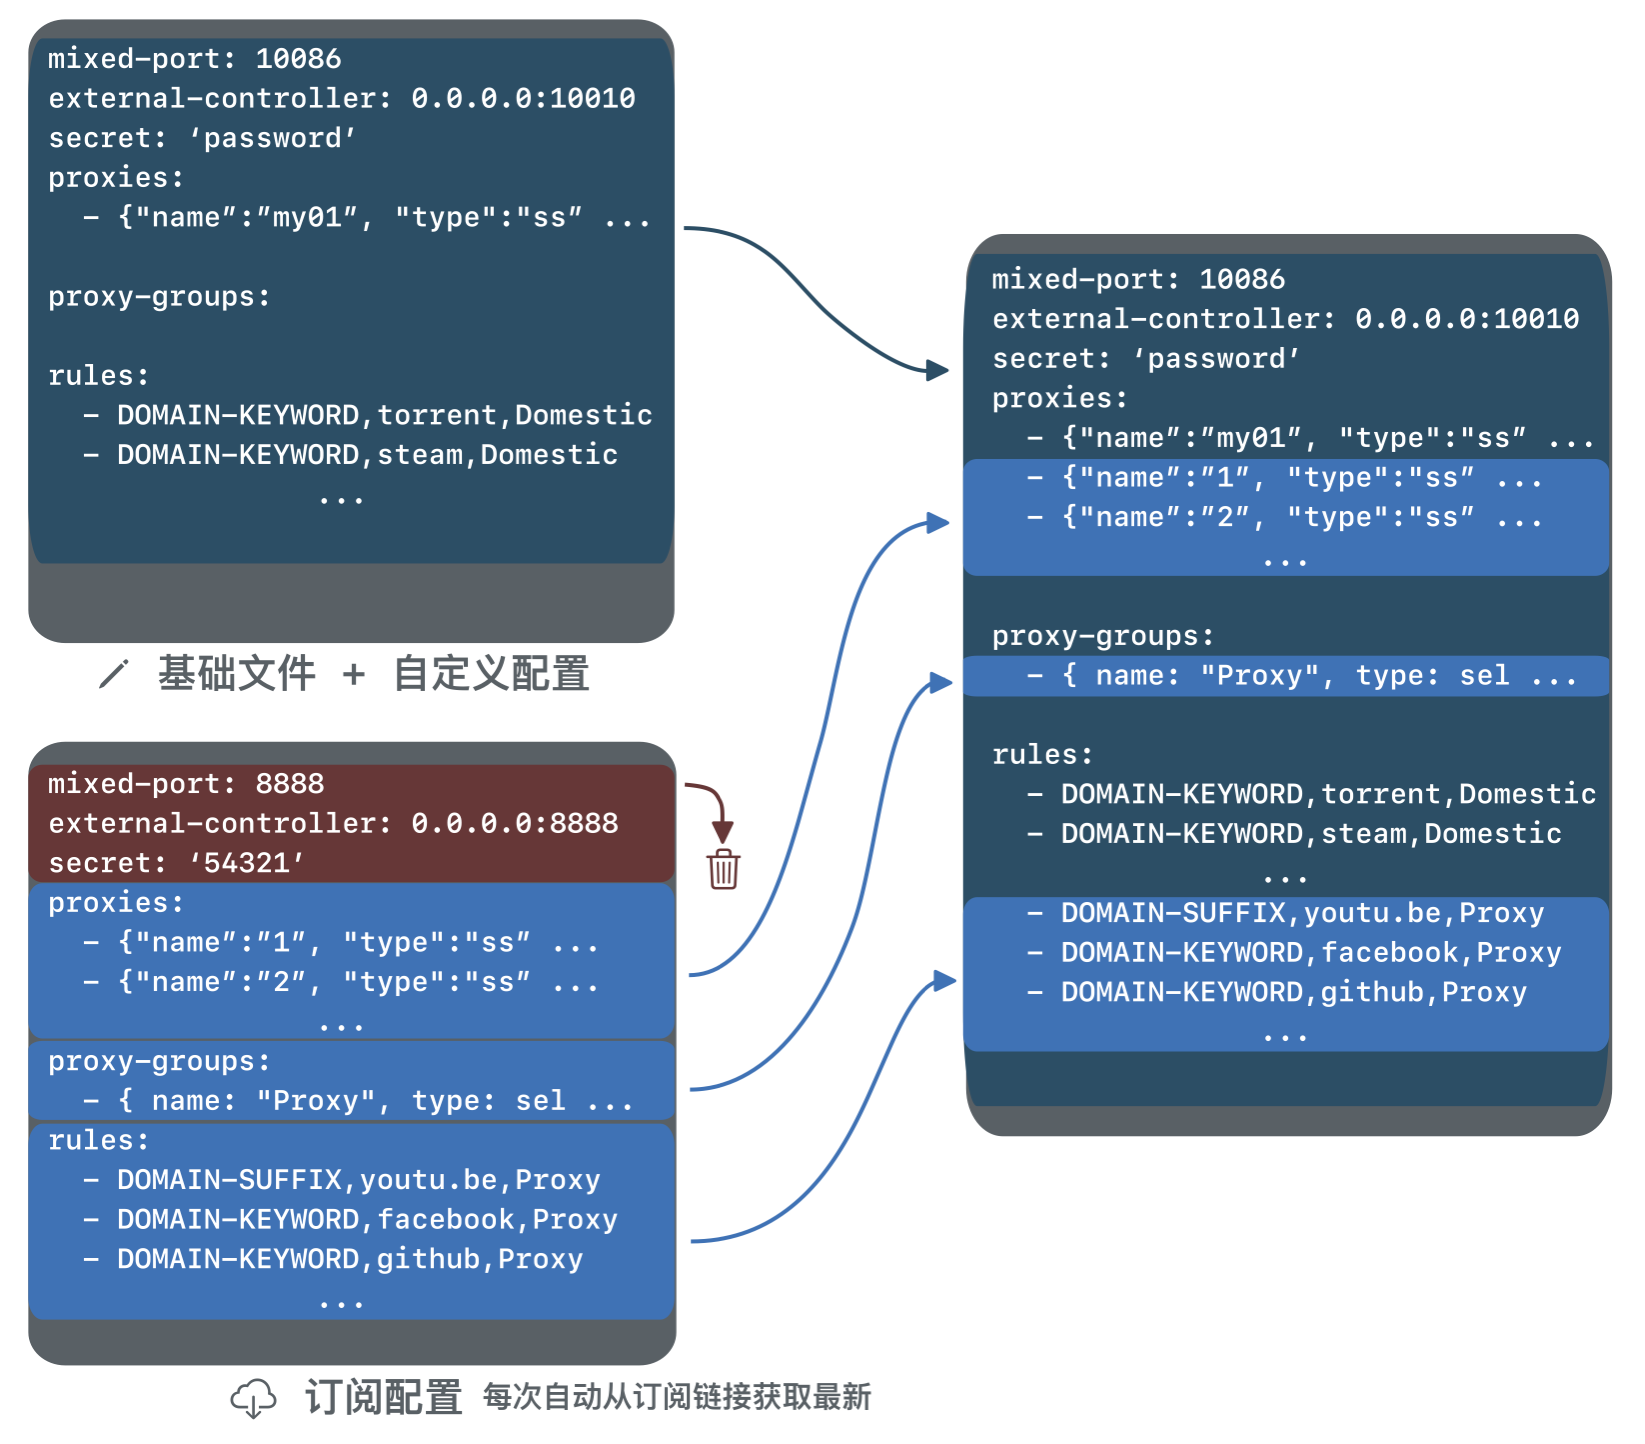 mixed-port: 10086
external-controller: 0.0.0.0:10010
secret: ‘password’
proxies:
  - {"name”:”my01”, "type":"ss” ...
proxy-groups:
rules:
  - DOMAIN-KEYWORD,torrent,Domestic
  - DOMAIN-KEYWORD,steam,Domestic
...
基础文件 + 自定义配置
mixed-port: 8888
external-controller: 0.0.0.0:8888
secret: ‘54321’
proxies:
  - {"name”:”1”, "type":"ss” ...
  - {"name”:”2”, "type":"ss” ...
...
proxy-groups:
  - { name: "Proxy", type: sel ...
rules:
  - DOMAIN-SUFFIX,youtu.be,Proxy
  - DOMAIN-KEYWORD,facebook,Proxy
  - DOMAIN-KEYWORD,github,Proxy
...
订阅配置 每次自动从订阅链接获取最新
mixed-port: 10086
external-controller: 0.0.0.0:10010
secret: ‘password’
proxies:
  - {"name”:”my01”, "type":"ss” ...
  - {"name”:”1”, "type":"ss” ...
  - {"name”:”2”, "type":"ss” ...
...
proxy-groups:
  - { name: "Proxy", type: sel ...
rules:
  - DOMAIN-KEYWORD,torrent,Domestic
  - DOMAIN-KEYWORD,steam,Domestic
...
  - DOMAIN-SUFFIX,youtu.be,Proxy
  - DOMAIN-KEYWORD,facebook,Proxy
  - DOMAIN-KEYWORD,github,Proxy
...